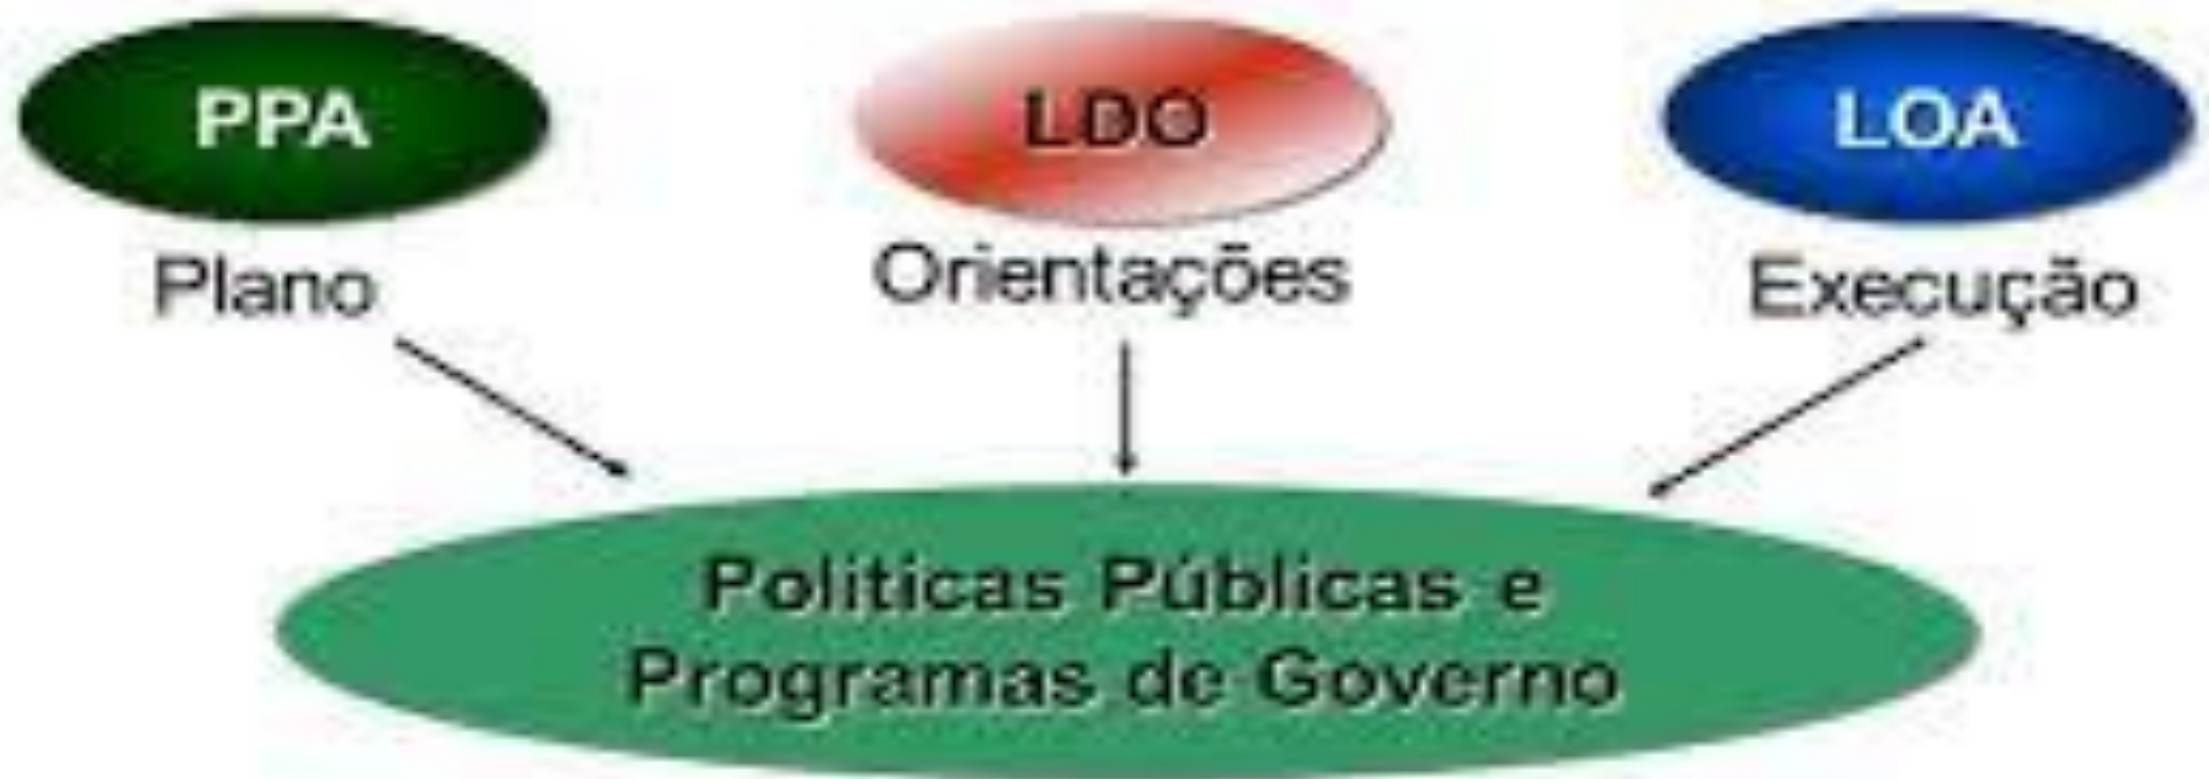 PPA
LDO
LOA
Plano
Orientações
Execução
Políticas Públicas e
Programas de Governo